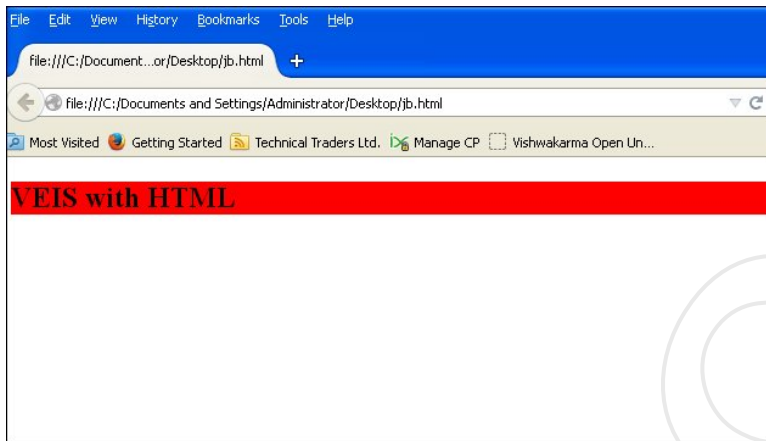 File Edit View History Bookmarks Tools Help
file:///C:/Document...or/Desktop/jb.html +
file:///C:/Documents and Settings/Administrator/Desktop/jb.html
Most Visited Getting Started Technical Traders Ltd. Manage CP Vishwakarma Open Un...
VEIS with HTML